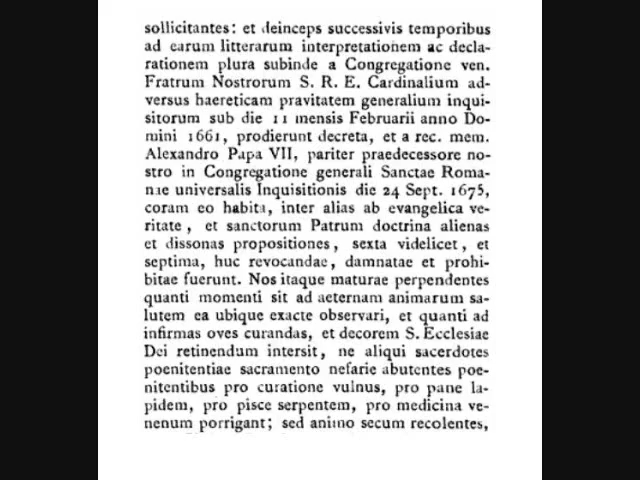 sollicitantes: et deinceps successivis temporibus
ad earum litterarum interpretationem ac decla-
rationem plura subinde a Congregatione ven.
Fratrum Nostrorum S. R. E. Cardinalium ad-
versus haereticam pravitatem generalium inqui-
sitorum sub die 11 mensis Februarii anno Do-
mini 1661, prodierunt decreta, et a rec. mem.
Alexandro Papa VII, pariter praedecessore no-
stro in Congregatione generali Sanctae Roma-
nae universalis Inquisitionis die 24 Sept. 1675,
coram eo habita, inter alias ab evangelica ve-
ritate, et sanctorum Patrum doctrina alienas
et dissonas propositiones, sexta videlicet, et
septima, huc revocandae, damnatae et prohi-
bitae fuerunt. Nos itaque maturae perpendentes
quanti momenti sit ad aeternam animarum sa-
lutem ea ubique exacte observari, et quanti ad
infirmas oves curandas, et decorem S. Ecclesiae
Dei retinendum intersit, ne aliqui sacerdotes
poenitentiae sacramento nefarie abutentes poe-
nitentibus pro curatione vulnus, pro pane la-
pidem, pro pisce serpentem, pro medicina ve-
nenum porrigant; sed animo secum recolentes,